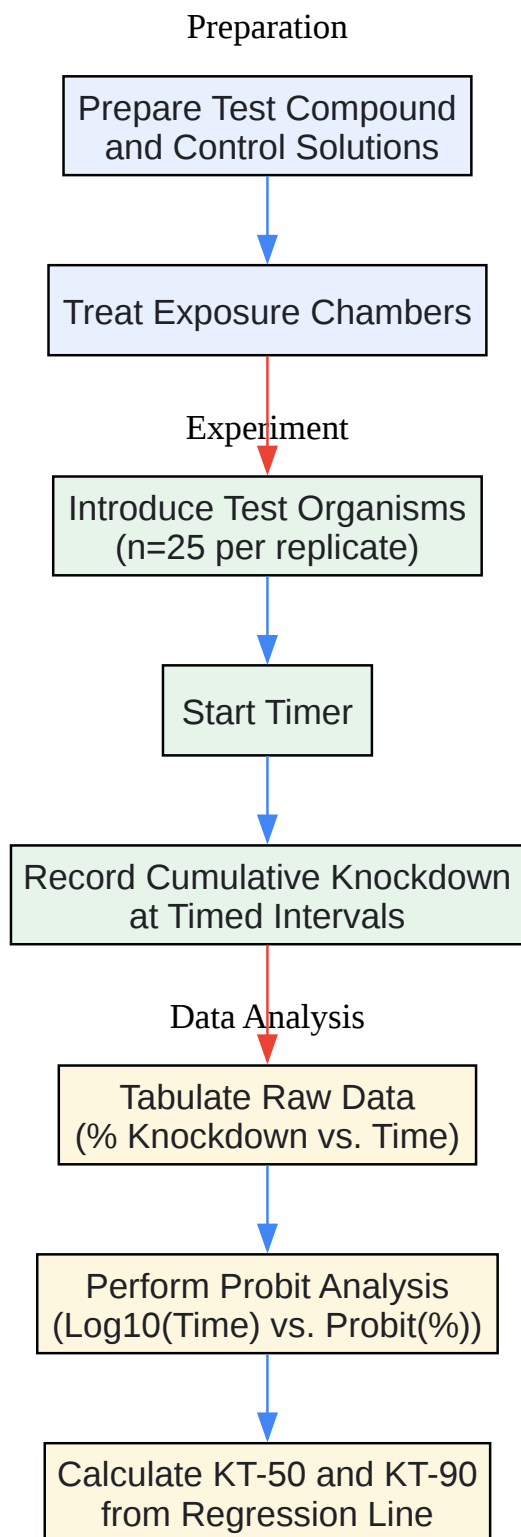 Preparation
Prepare Test Compound
and Control Solutions
Treat Exposure Chambers
Experiment
Introduce Test Organisms
(n=25 per replicate)
Start Timer
Record Cumulative Knockdown
at Timed Intervals
Data Analysis
Tabulate Raw Data
(% Knockdown vs. Time)
Perform Probit Analysis
(Log10(Time) vs. Probit(%))
Calculate KT-50 and KT-90
from Regression Line